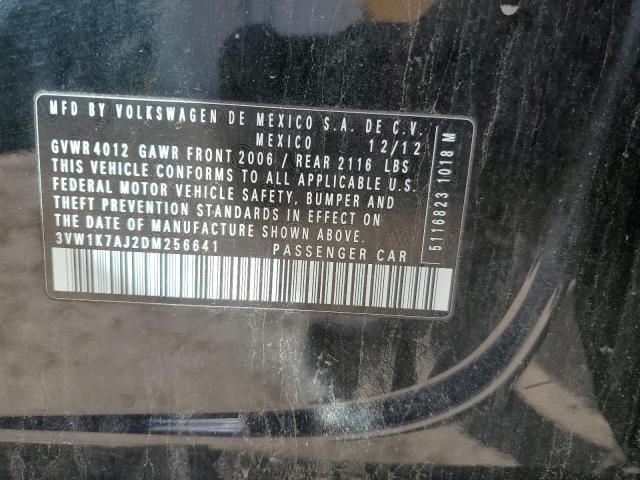 MFD BY VOLKSWAGEN DE MEXICO S.A. DE C.V.
MEXICO 12/12
GVWR 4012 GAWR FRONT 2006 / REAR 2116 LBS
THIS VEHICLE CONFORMS TO ALL APPLICABLE U.S.
FEDERAL MOTOR VEHICLE SAFETY, BUMPER AND
THEFT PREVENTION STANDARDS IN EFFECT ON
THE DATE OF MANUFACTURE SHOWN ABOVE.
3VW1K7AJ2DM256641 PASSENGER CAR
5116823 1018 M